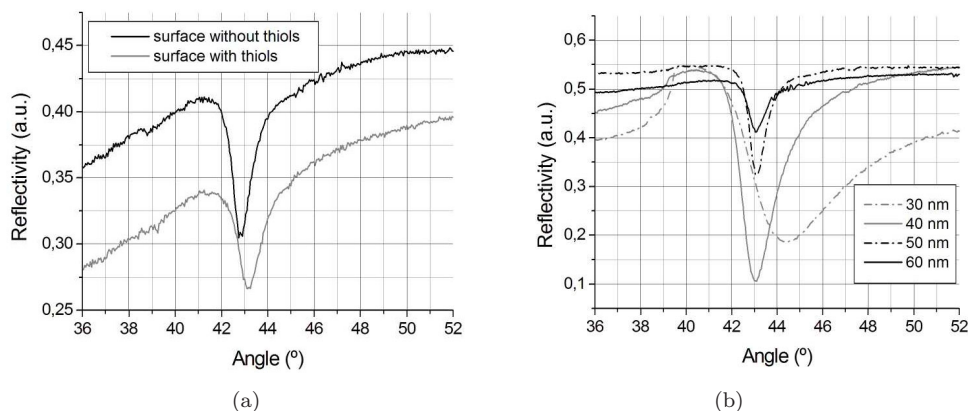 surface without thiols
surface with thiols
Reflectivity (a.u.)
0,45
0,40
0,35
0,30
0,25
36 38 40 42 44 46 48 50 52
Angle (º)
(a)
Reflectivity (a.u.)
0,6
0,5
0,4
0,3
0,2
0,1
30 nm
40 nm
50 nm
60 nm
36 38 40 42 44 46 48 50 52
Angle (º)
(b)